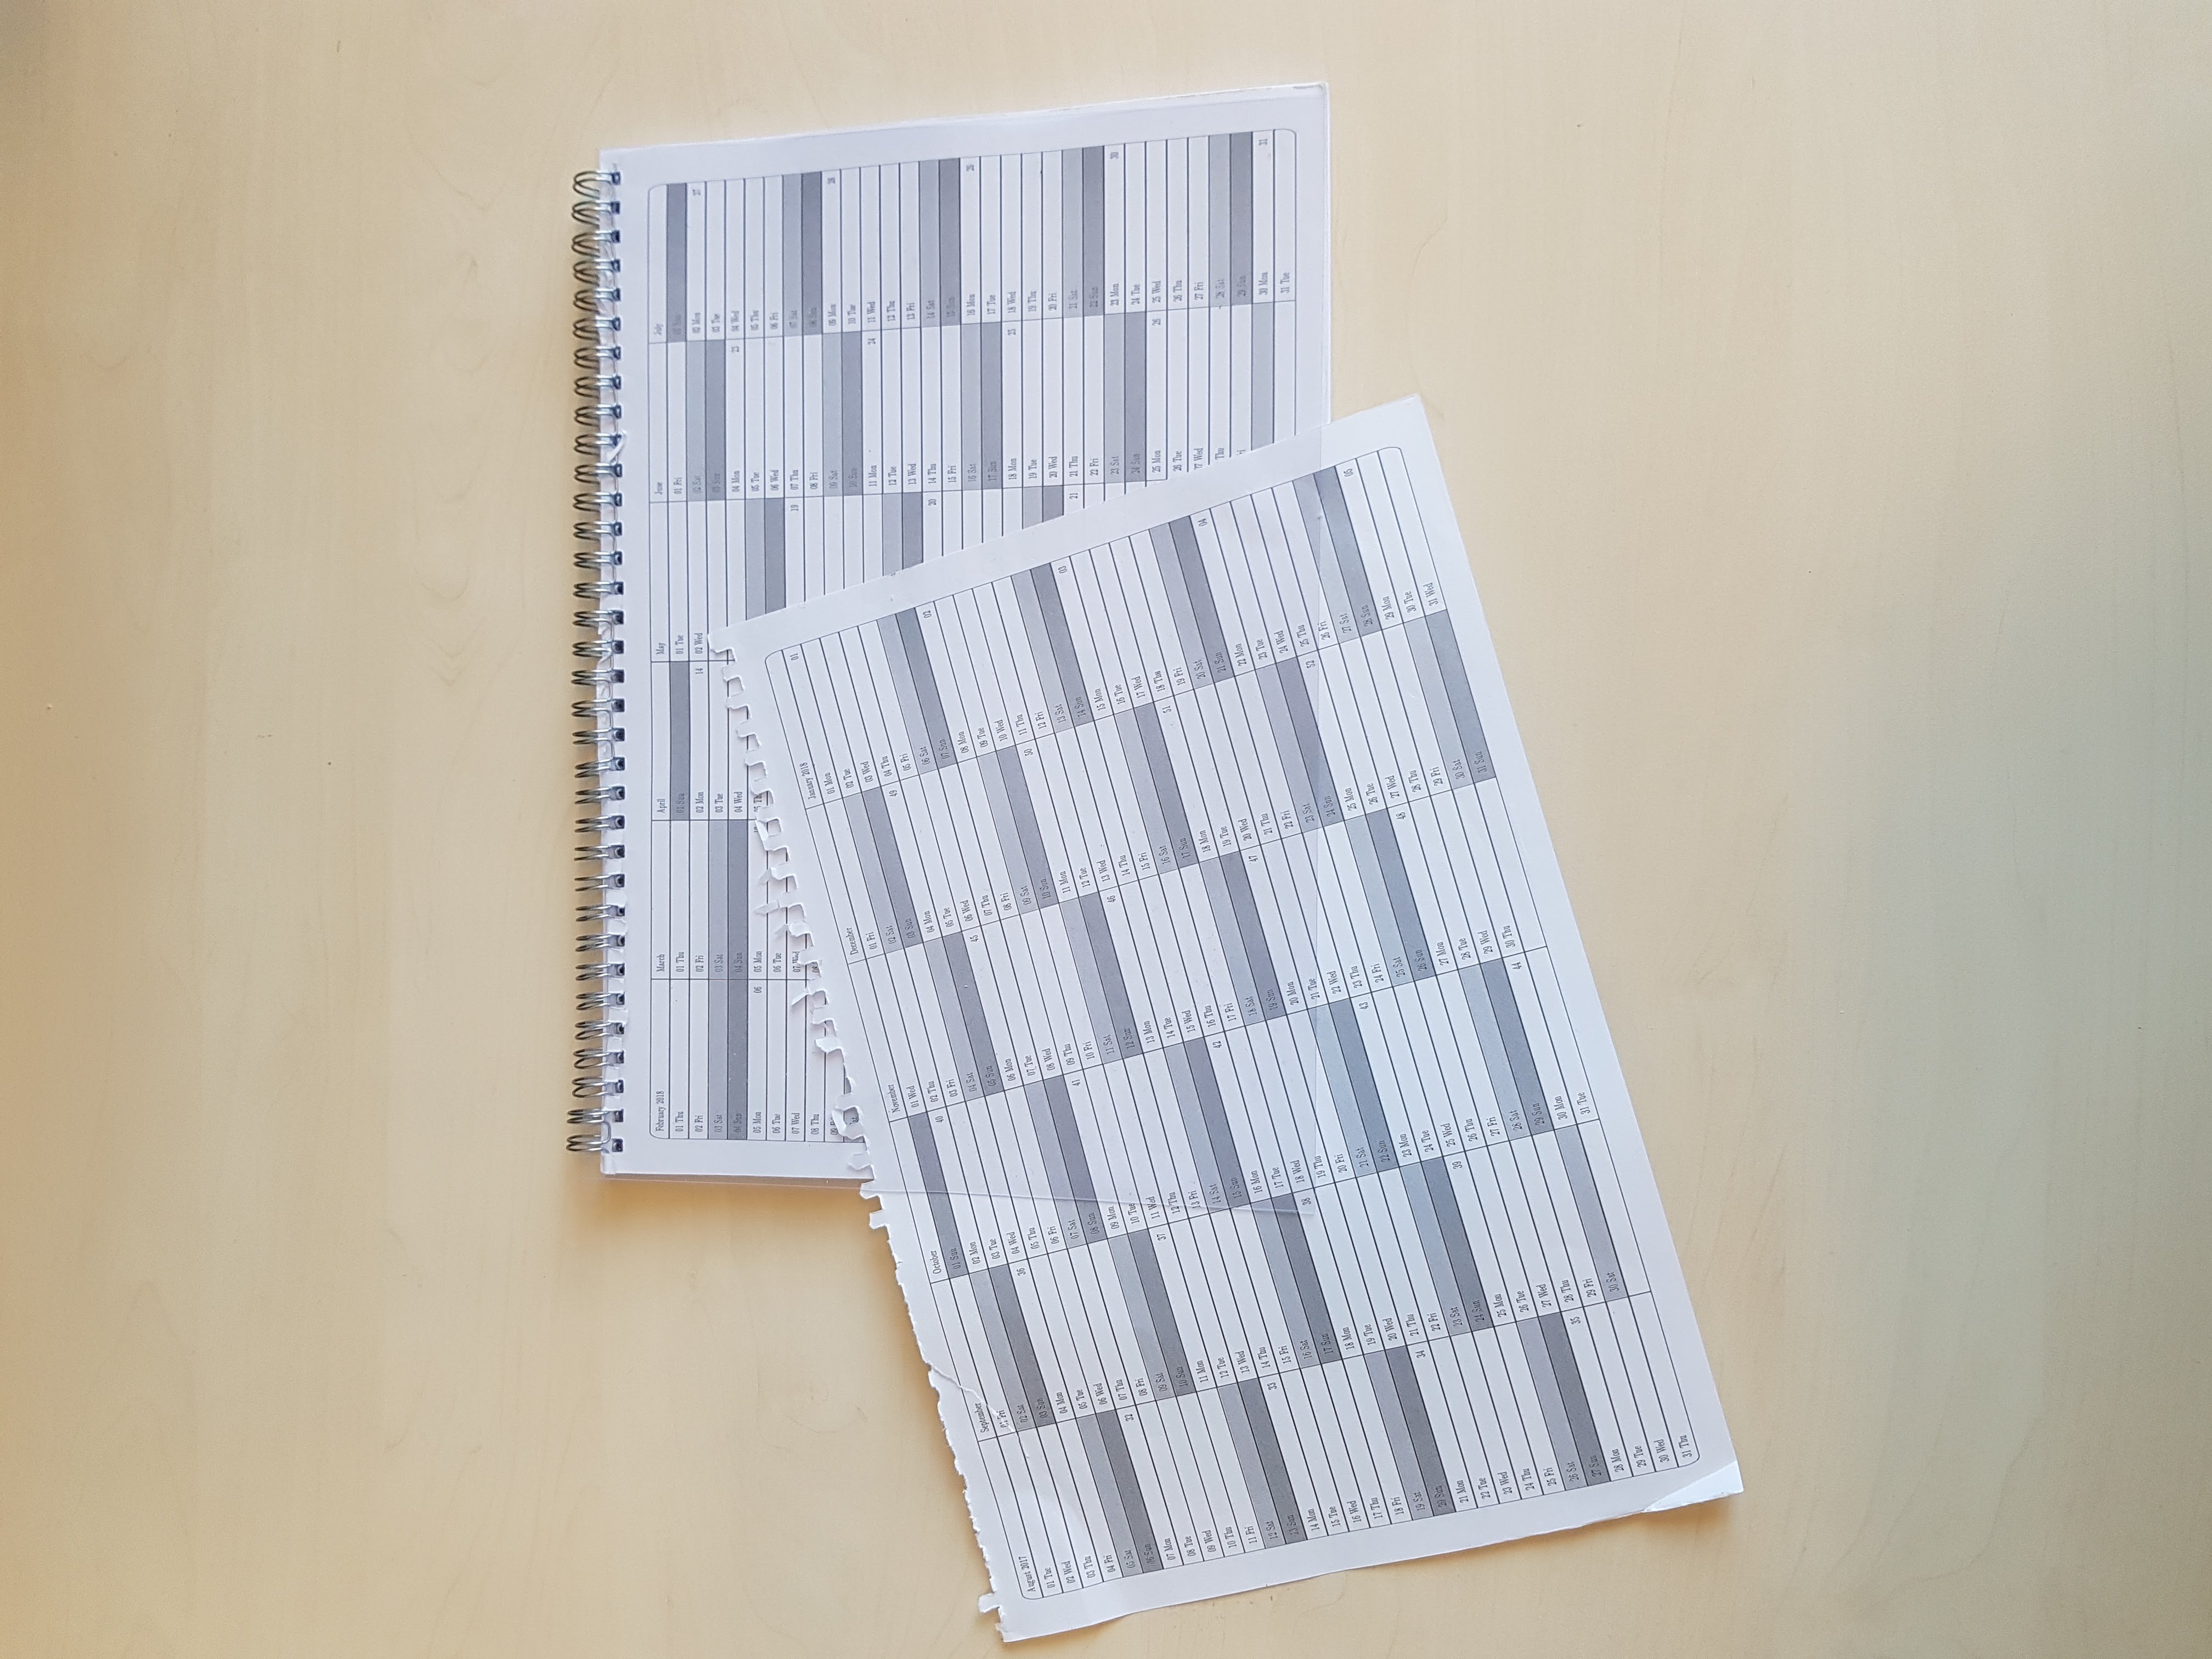 February 2018
01 Thu
02 Fri
03 Sat
04 Sun
05 Mon 06
06 Tue
07 Wed
08 Thu
March
01 Thu
02 Fri
03 Sat
04 Sun
05 Mon
06 Tue
April
01 Sun
02 Mon 14
03 Tue
04 Wed
May
01 Tue
02 Wed
19
20
21
June
01 Fri
02 Sat
03 Sun
04 Mon 23
05 Tue
06 Wed
07 Thu
08 Fri
09 Sat
10 Sun
11 Mon 24
12 Tue
13 Wed
14 Thu
15 Fri
16 Sat
17 Sun
18 Mon 25
19 Tue
20 Wed
21 Thu
22 Fri
23 Sat
24 Sun
25 Mon 26
26 Tue
Wed
Thu
July
01 Sun
02 Mon 27
03 Tue
04 Wed
05 Thu
06 Fri
07 Sat
08 Sun
09 Mon 28
10 Tue
11 Wed
12 Thu
13 Fri
14 Sat
15 Sun
16 Mon 29
17 Tue
18 Wed
19 Thu
20 Fri
21 Sat
22 Sun
23 Mon 30
24 Tue
25 Wed
26 Thu
27 Fri
28 Sat
29 Sun
30 Mon 31
31 Tue
August 2017
01 Tue
02 Wed
03 Thu
04 Fri
05 Sat
06 Sun
07 Mon 32
08 Tue
09 Wed
10 Thu
11 Fri
12 Sat
13 Sun
14 Mon 33
15 Tue
16 Wed
17 Thu
18 Fri
19 Sat
20 Sun
21 Mon 34
22 Tue
23 Wed
24 Thu
25 Fri
26 Sat
27 Sun
28 Mon 35
29 Tue
30 Wed
31 Thu
September
01 Fri
02 Sat
03 Sun
04 Mon 36
05 Tue
06 Wed
07 Thu
08 Fri
09 Sat
10 Sun
11 Mon 37
12 Tue
13 Wed
14 Thu
15 Fri
16 Sat
17 Sun
18 Mon 38
19 Tue
20 Wed
21 Thu
22 Fri
23 Sat
24 Sun
25 Mon 39
26 Tue
27 Wed
28 Thu
29 Fri
30 Sat
October
01 Sun
02 Mon 40
03 Tue
04 Wed
05 Thu
06 Fri
07 Sat
08 Sun
09 Mon 41
10 Tue
11 Wed
12 Thu
13 Fri
14 Sat
15 Sun
16 Mon 42
17 Tue
18 Wed
19 Thu
20 Fri
21 Sat
22 Sun
23 Mon 43
24 Tue
25 Wed
26 Thu
27 Fri
28 Sat
29 Sun
30 Mon 44
31 Tue
November
01 Wed
02 Thu
03 Fri
04 Sat
05 Sun
06 Mon 45
07 Tue
08 Wed
09 Thu
10 Fri
11 Sat
12 Sun
13 Mon 46
14 Tue
15 Wed
16 Thu
17 Fri
18 Sat
19 Sun
20 Mon 47
21 Tue
22 Wed
23 Thu
24 Fri
25 Sat
26 Sun
27 Mon 48
28 Tue
29 Wed
30 Thu
December
01 Fri
02 Sat
03 Sun
04 Mon 49
05 Tue
06 Wed
07 Thu
08 Fri
09 Sat
10 Sun
11 Mon 50
12 Tue
13 Wed
14 Thu
15 Fri
16 Sat
17 Sun
18 Mon 51
19 Tue
20 Wed
21 Thu
22 Fri
23 Sat
24 Sun
25 Mon 52
26 Tue
27 Wed
28 Thu
29 Fri
30 Sat
31 Sun
January 2018
01 Mon 01
02 Tue
03 Wed
04 Thu
05 Fri
06 Sat
07 Sun
08 Mon 02
09 Tue
10 Wed
11 Thu
12 Fri
13 Sat
14 Sun
15 Mon 03
16 Tue
17 Wed
18 Thu
19 Fri
20 Sat
21 Sun
22 Mon 04
23 Tue
24 Wed
25 Thu
26 Fri
27 Sat
28 Sun
29 Mon 05
30 Tue
31 Wed